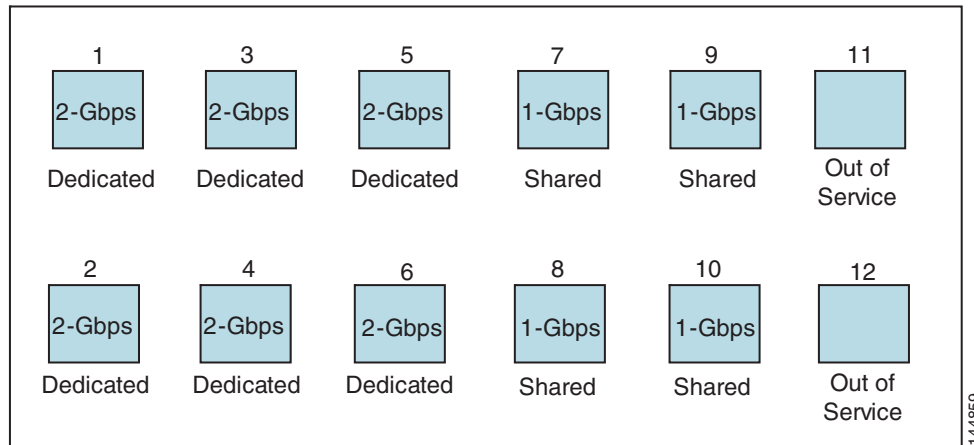 1 3 5 7 9 11
2-Gbps 2-Gbps 2-Gbps 1-Gbps 1-Gbps
Dedicated Dedicated Dedicated Shared Shared Out of
Service
2 4 6 8 10 12
2-Gbps 2-Gbps 2-Gbps 1-Gbps 1-Gbps
Dedicated Dedicated Dedicated Shared Shared Out of
Service
144859